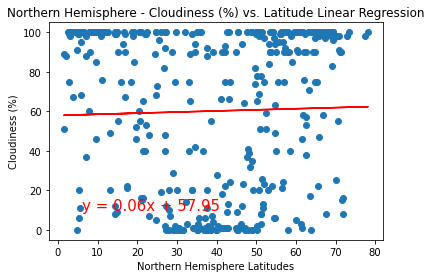 Northern Hemisphere - Cloudiness (%) vs. Latitude Linear Regression
100
80
60
40
20
0
Cloudiness (%)
y = 0.06x + 57.95
0 10 20 30 40 50 60 70 80
Northern Hemisphere Latitudes